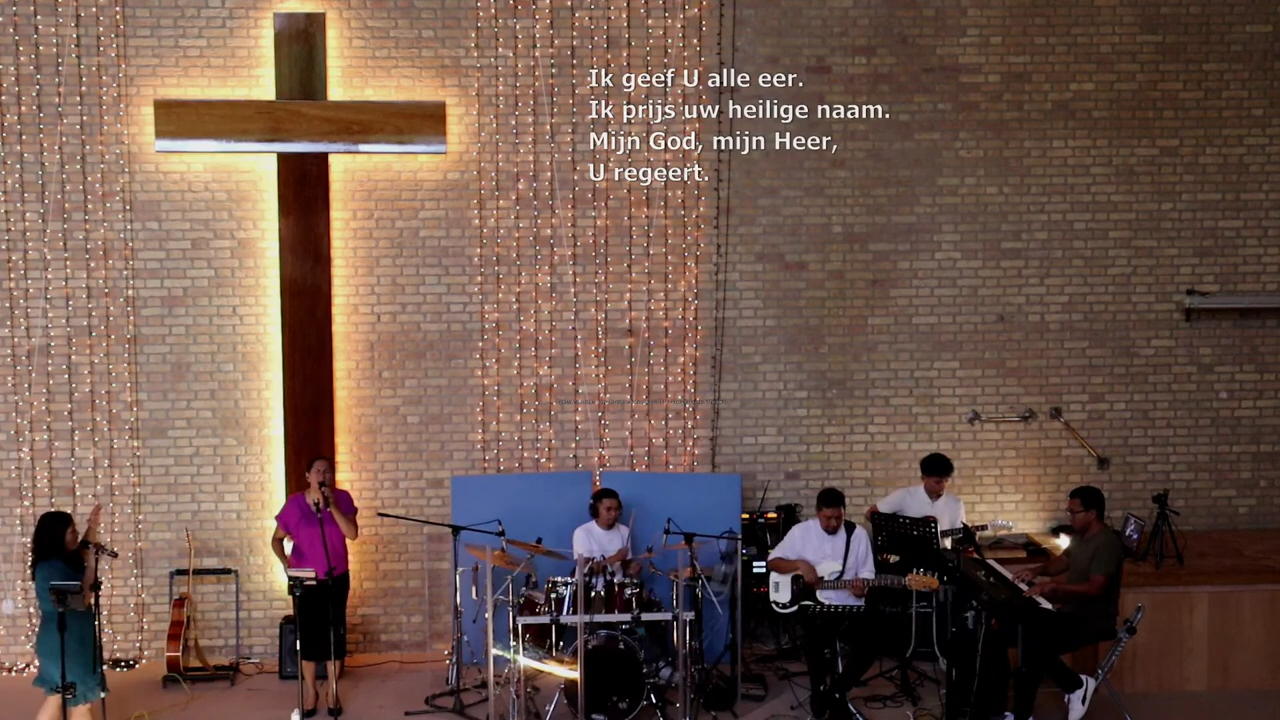 Ik geef U alle eer.
Ik prijs uw heilige naam.
Mijn God, mijn Heer,
U regeert.